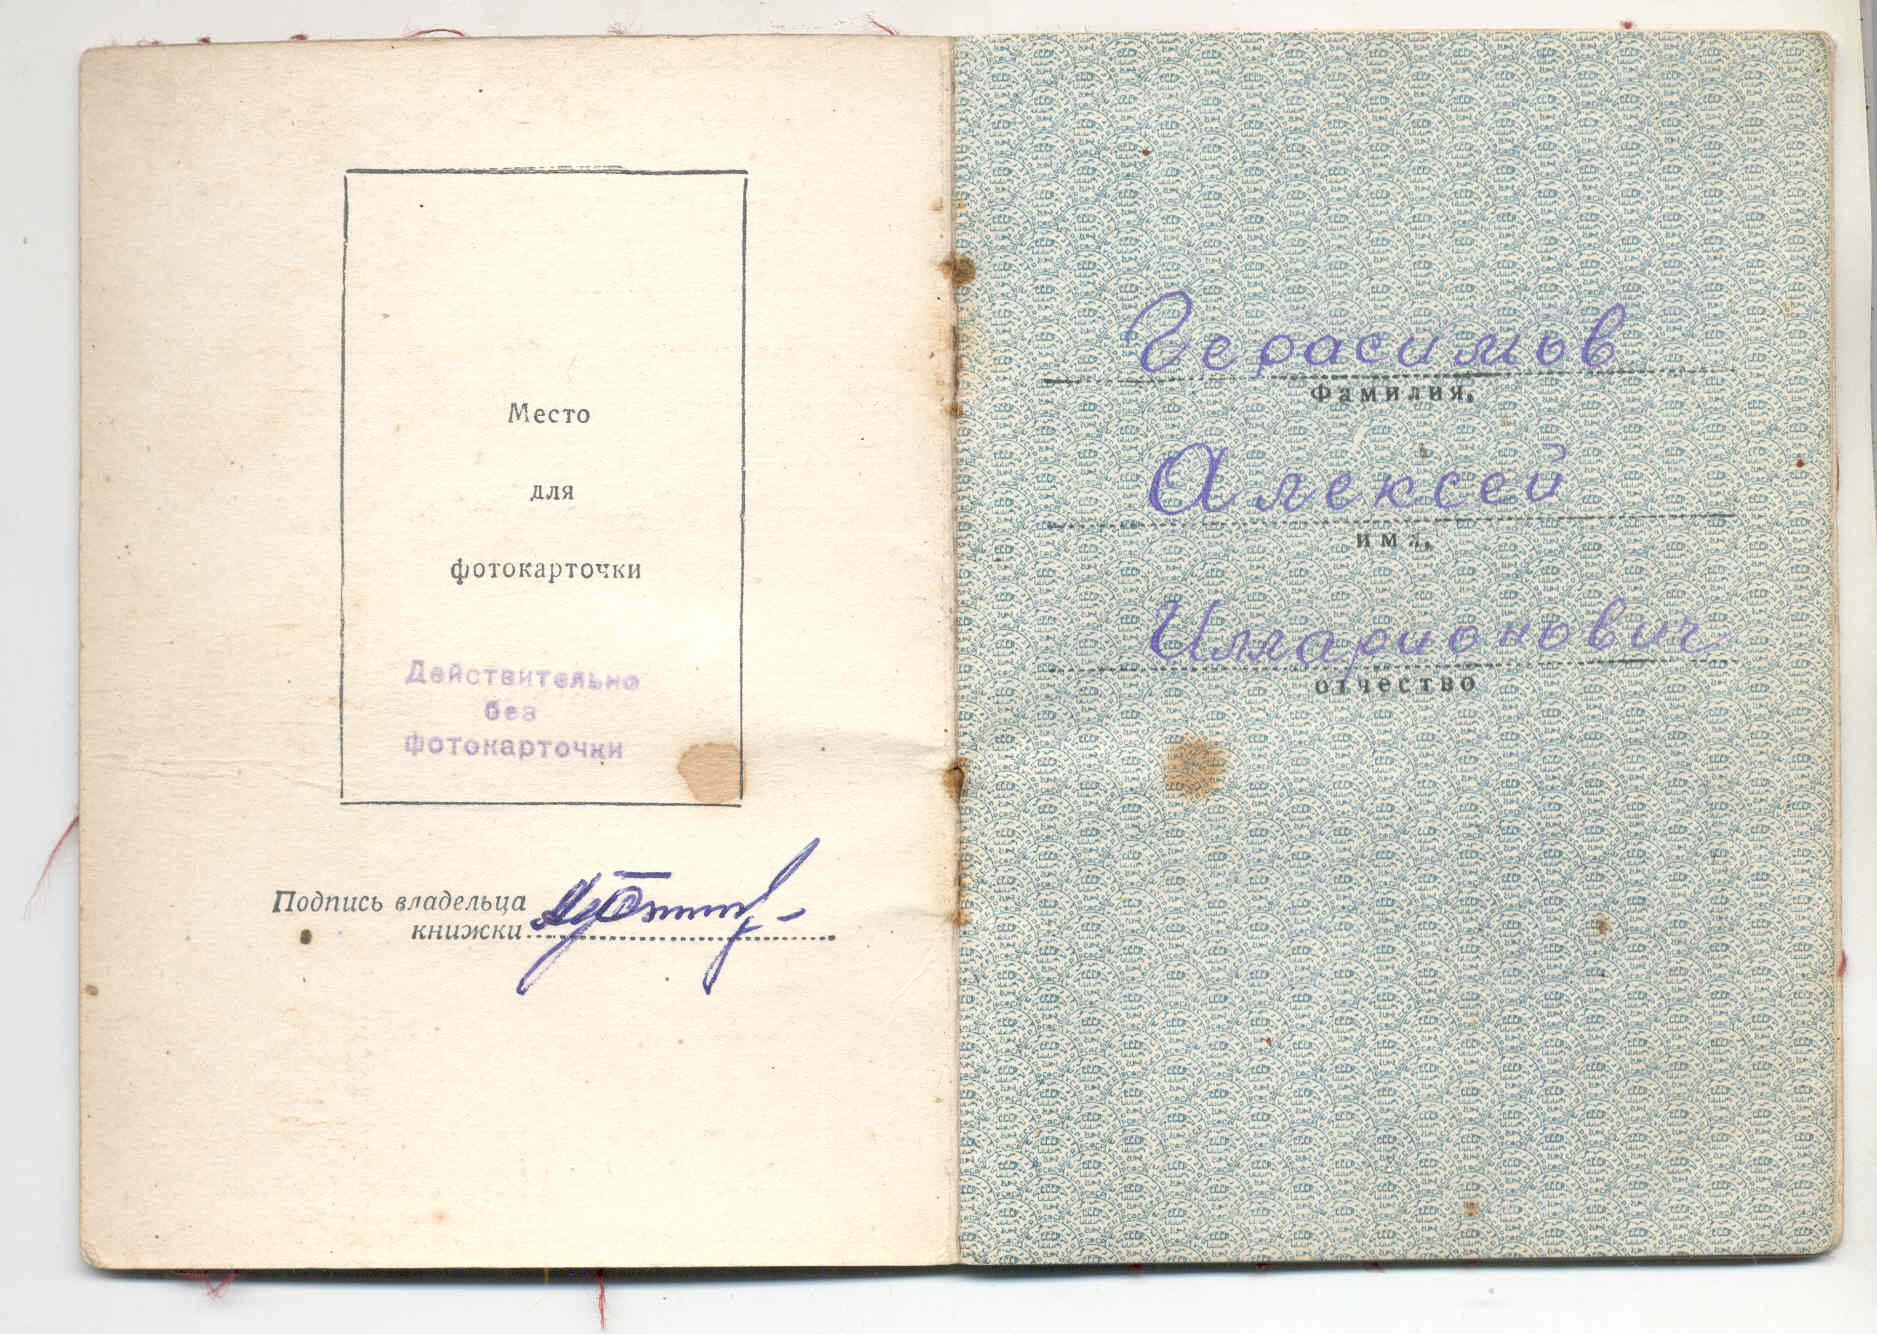 Место
для
фотокарточки
Действительно
без
фотокарточки
Подпись владельца
книжки
Герасимов
Фамилия.
Алексей
имя.
Илларионович
отчество